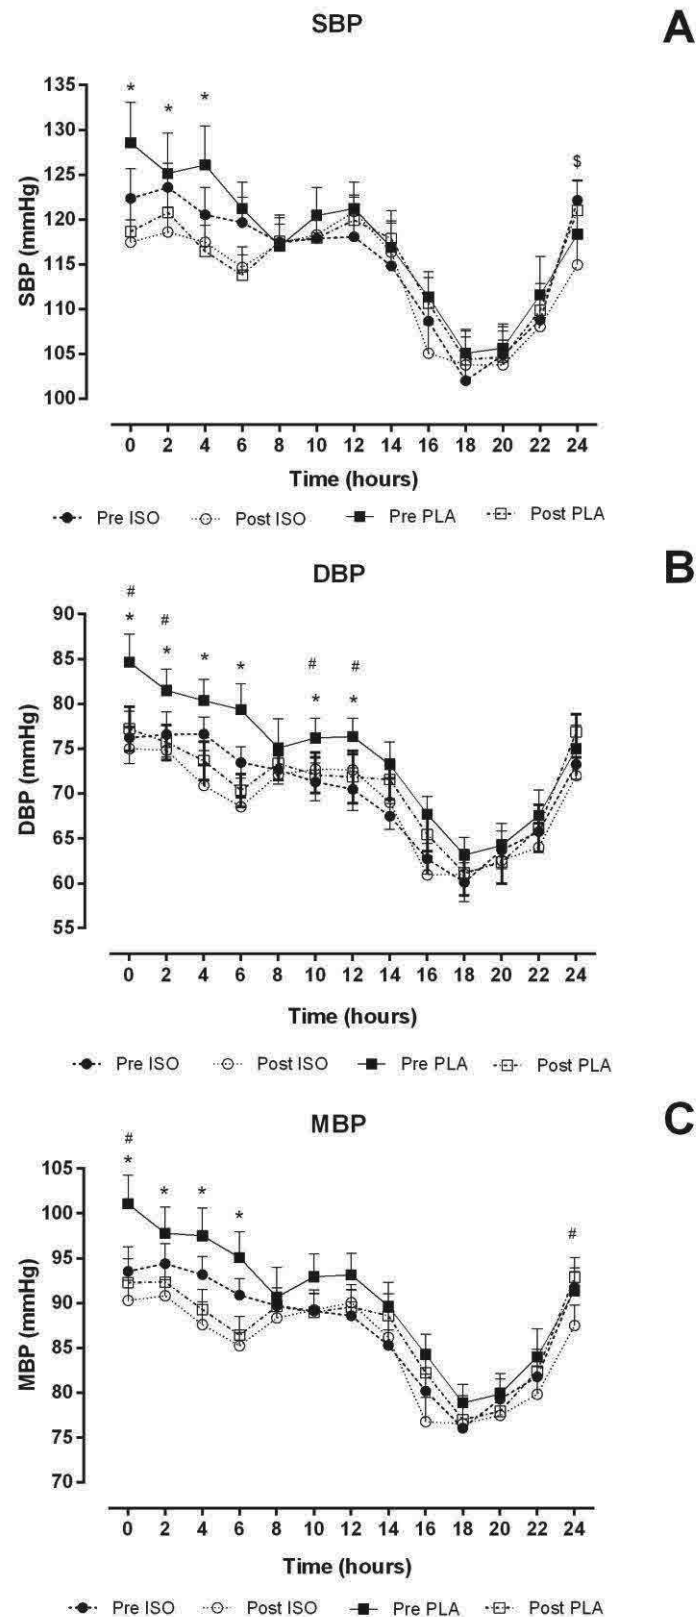 SBP
A
* * * $
135
130
125
120
115
110
105
100
SBP (mmHg)
0 2 4 6 8 10 12 14 16 18 20 22 24
Time (hours)
Pre ISO Post ISO Pre PLA Post PLA
DBP
B
# # # #
* * * * * *
90
85
80
75
70
65
60
55
DBP (mmHg)
0 2 4 6 8 10 12 14 16 18 20 22 24
Time (hours)
Pre ISO Post ISO Pre PLA Post PLA
MBP
C
# #
* * * *
105
100
95
90
85
80
75
70
MBP (mmHg)
0 2 4 6 8 10 12 14 16 18 20 22 24
Time (hours)
Pre ISO Post ISO Pre PLA Post PLA